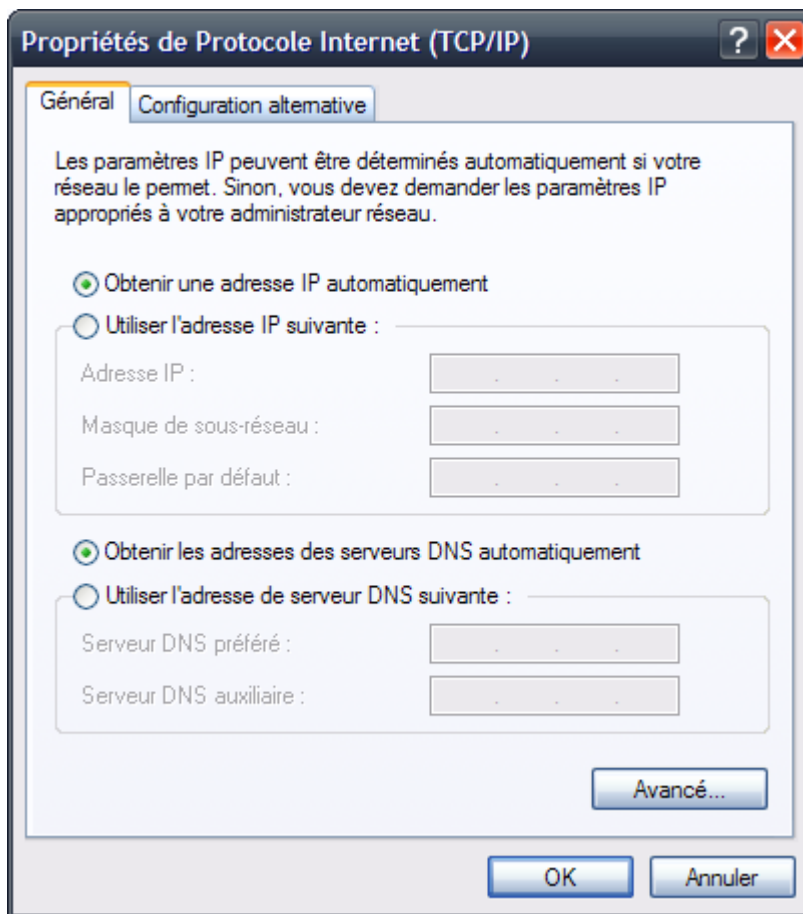 Propriétés de Protocole Internet (TCP/IP)
Général
Configuration alternative
Les paramètres IP peuvent être déterminés automatiquement si votre
réseau le permet. Sinon, vous devez demander les paramètres IP
appropriés à votre administrateur réseau.
Obtenir une adresse IP automatiquement
Utiliser l'adresse IP suivante :
Adresse IP :
Masque de sous-réseau :
Passerelle par défaut :
Obtenir les adresses des serveurs DNS automatiquement
Utiliser l'adresse de serveur DNS suivante :
Serveur DNS préféré :
Serveur DNS auxiliaire :
Avancé...
OK
Annuler